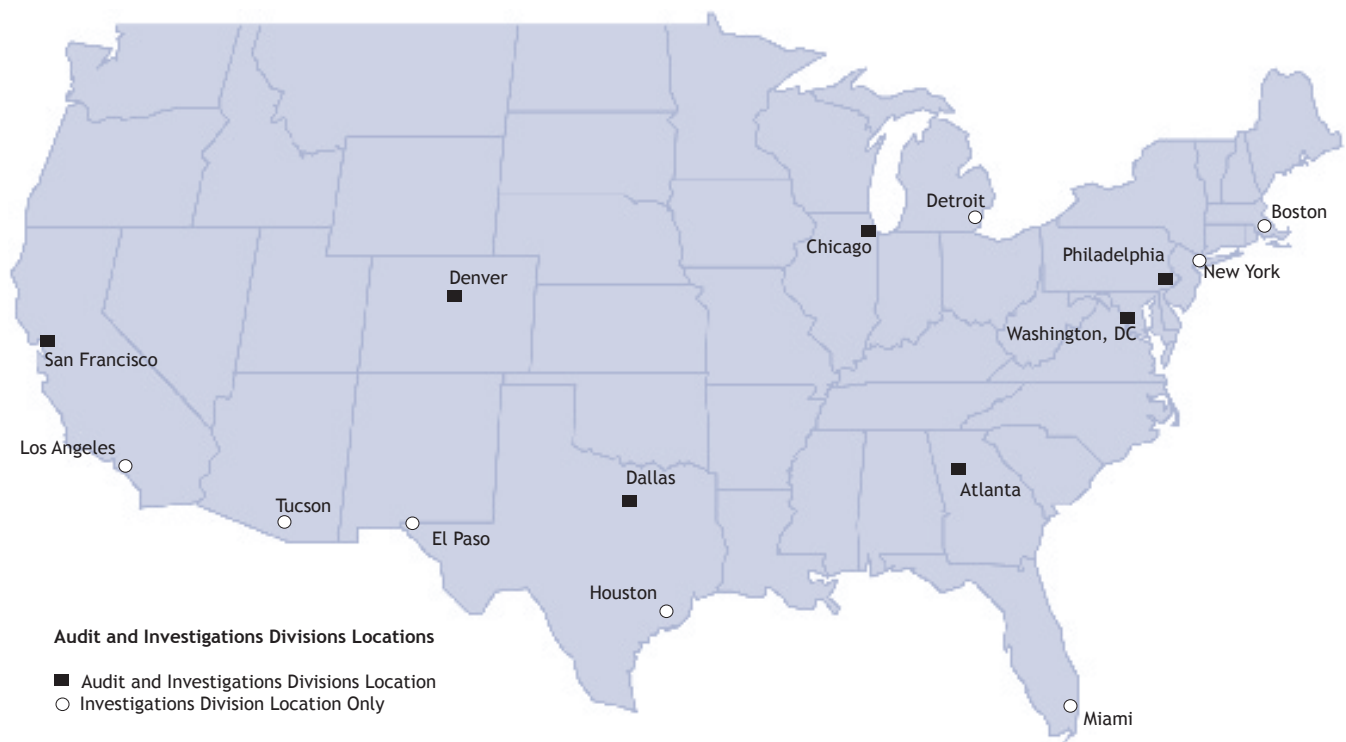 Detroit
Boston
Chicago
Philadelphia
New York
Denver
Washington, DC
San Francisco
Los Angeles
Dallas
Atlanta
Tucson
El Paso
Houston
Audit and Investigations Divisions Locations
Audit and Investigations Divisions Location
Investigations Division Location Only
Miami